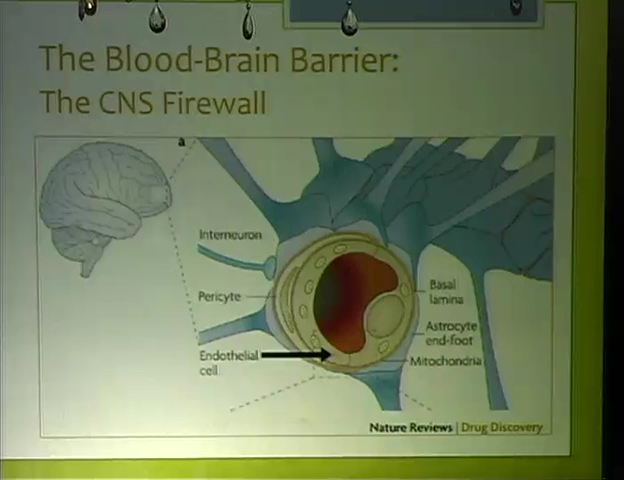 The Blood-Brain Barrier:
The CNS Firewall
a
Interneuron
Pericyte
Endothelial
cell
Basal
lamina
Astrocyte
end-foot
Mitochondria
Nature Reviews | Drug Discovery